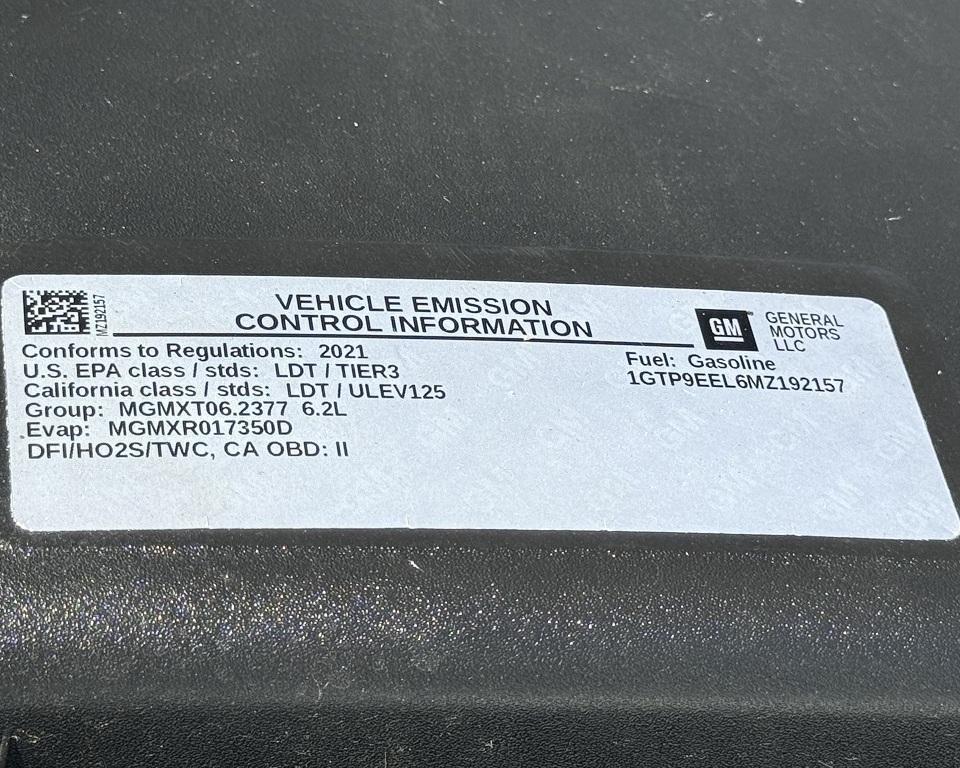 MZ192157
VEHICLE EMISSION
CONTROL INFORMATION
GM
GENERAL
MOTORS
LLC
Conforms to Regulations: 2021
U.S. EPA class / stds: LDT / TIER3
California class / stds: LDT / ULEV125
Group: MGMXT06.2377 6.2L
Evap: MGMXR017350D
DFI/HO2S/TWC, CA OBD: II
Fuel: Gasoline
1GTP9EEL6MZ192157